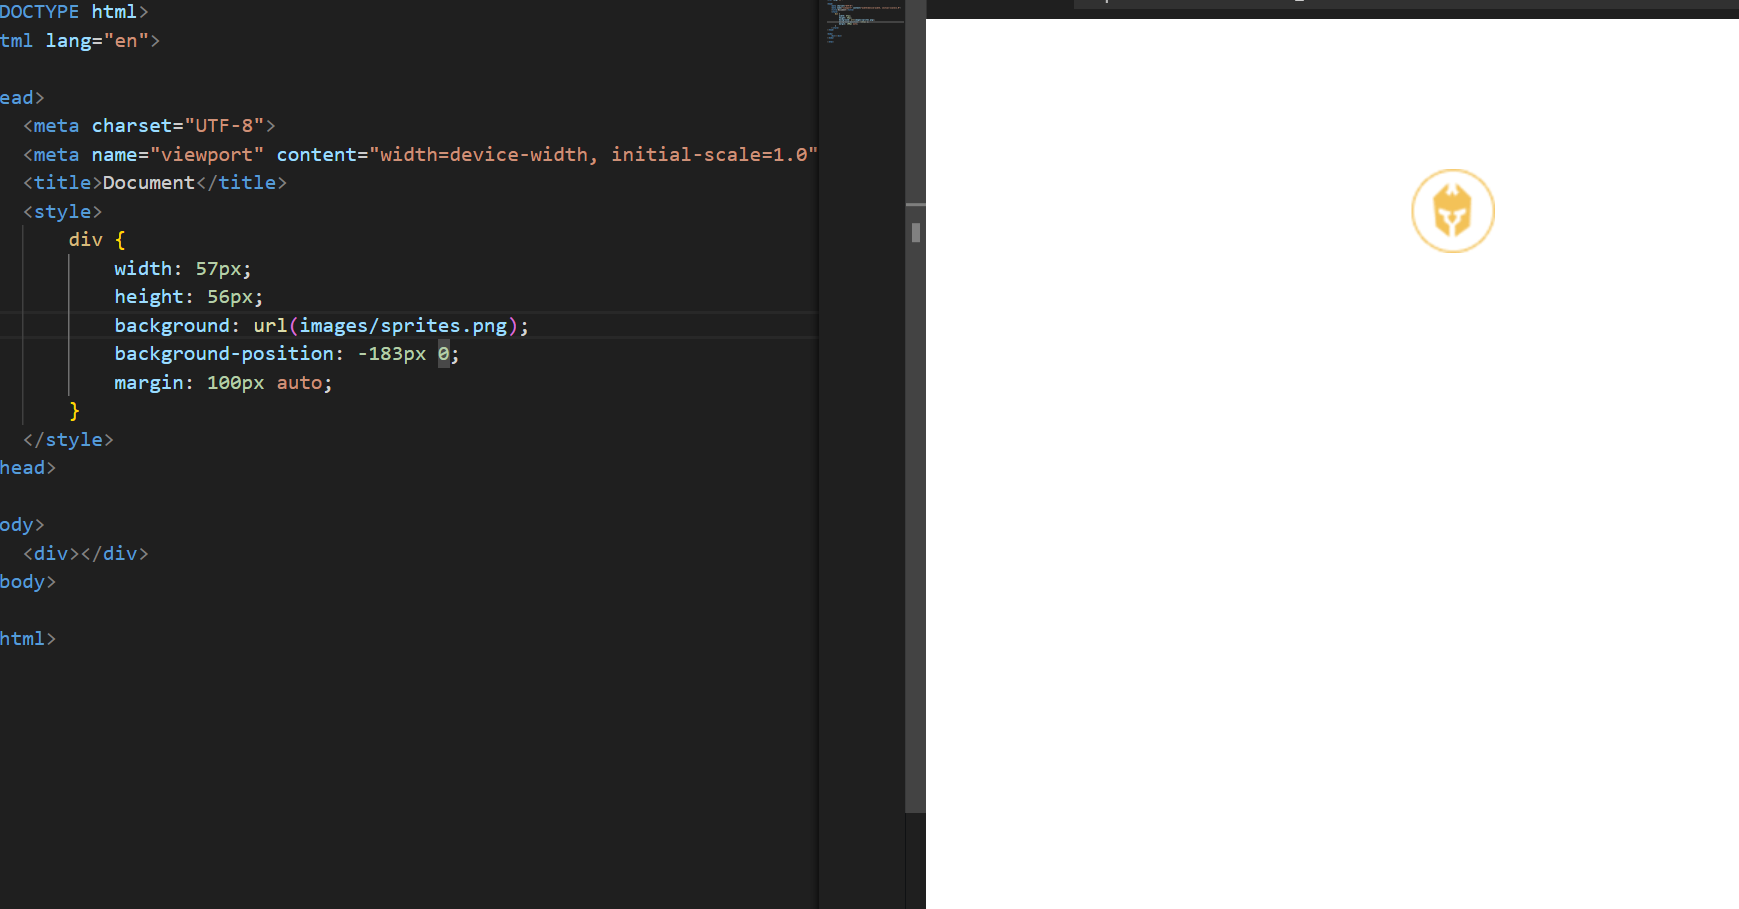 DOCTYPE html>
tml lang="en">
ead>
<meta charset="UTF-8">
<meta name="viewport" content="width=device-width, initial-scale=1.0"
<title>Document</title>
<style>
div {
width: 57px;
height: 56px;
background: url(images/sprites.png);
background-position: -183px 0;
margin: 100px auto;
}
</style>
head>
ody>
<div></div>
body>
html>